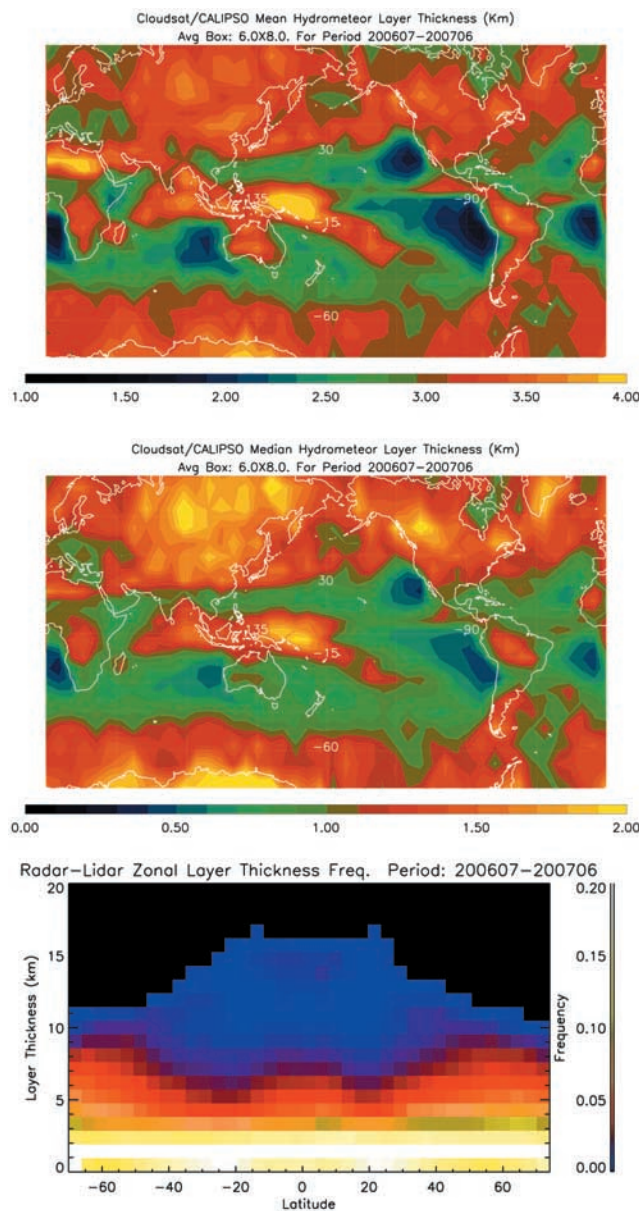 Cloudsat/CALIPSO Mean Hydrometeor Layer Thickness (Km)
Avg Box: 6.0X8.0. For Period 200607-200706
30
135
-90
-15
-60
1.00 1.50 2.00 2.50 3.00 3.50 4.00
Cloudsat/CALIPSO Median Hydrometeor Layer Thickness (Km)
Avg Box: 6.0X8.0. For Period 200607-200706
30
135
-90
-15
-60
0.00 0.50 1.00 1.50 2.00
Radar-Lidar Zonal Layer Thickness Freq. Period: 200607-200706
20
15
10
5
0
Layer Thickness (km)
-60 -40 -20 0 20 40 60
Latitude
0.20
0.15
0.10
0.05
0.00
Frequency